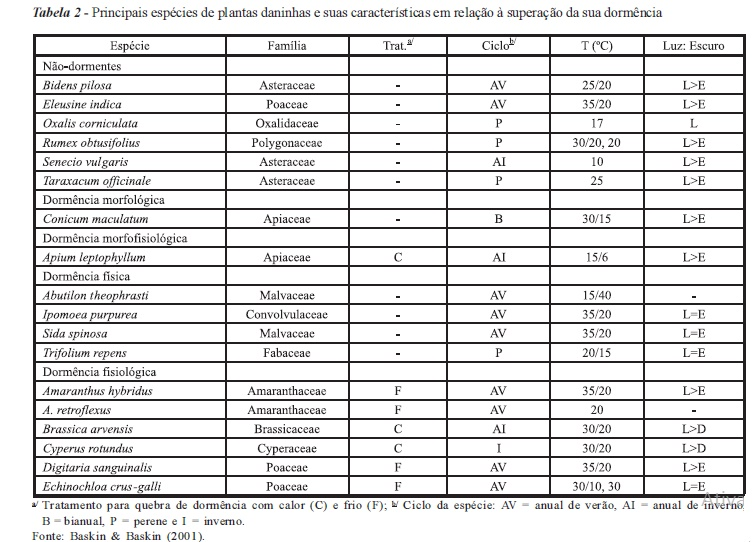 Tabela 2 - Principais espécies de plantas daninhas e suas características em relação à superação da sua dormência
Espécie Família Trat.a/ Ciclob/ T (ºC) Luz: Escuro
Não-dormentes
Bidens pilosa Asteraceae - AV 25/20 L>E
Eleusine indica Poaceae - AV 35/20 L>E
Oxalis corniculata Oxalidaceae - P 17 L
Rumex obtusifolius Polygonaceae - P 30/20, 20 L>E
Senecio vulgaris Asteraceae - AI 10 L>E
Taraxacum officinale Asteraceae - P 25 L>E
Dormência morfológica
Conicum maculatum Apiaceae - B 30/15 L>E
Dormência morfofisiológica
Apium leptophyllum Apiaceae C AI 15/6 L>E
Dormência física
Abutilon theophrasti Malvaceae - AV 15/40 -
Ipomoea purpurea Convolvulaceae - AV 35/20 L=E
Sida spinosa Malvaceae - AV 35/20 L=E
Trifolium repens Fabaceae - P 20/15 L=E
Dormência fisiológica
Amaranthus hybridus Amaranthaceae F AV 35/20 L>E
A. retroflexus Amaranthaceae F AV 20 -
Brassica arvensis Brassicaceae C AI 30/20 L>D
Cyperus rotundus Cyperaceae C I 30/20 L>D
Digitaria sanguinalis Poaceae F AV 35/20 L>E
Echinochloa crus-galli Poaceae F AV 30/10, 30 L=E
a/ Tratamento para quebra de dormência com calor (C) e frio (F); b/ Ciclo da espécie: AV = anual de verão, AI = anual de inverno
B = bianual, P = perene e I = inverno.
Fonte: Baskin & Baskin (2001).
Ativa